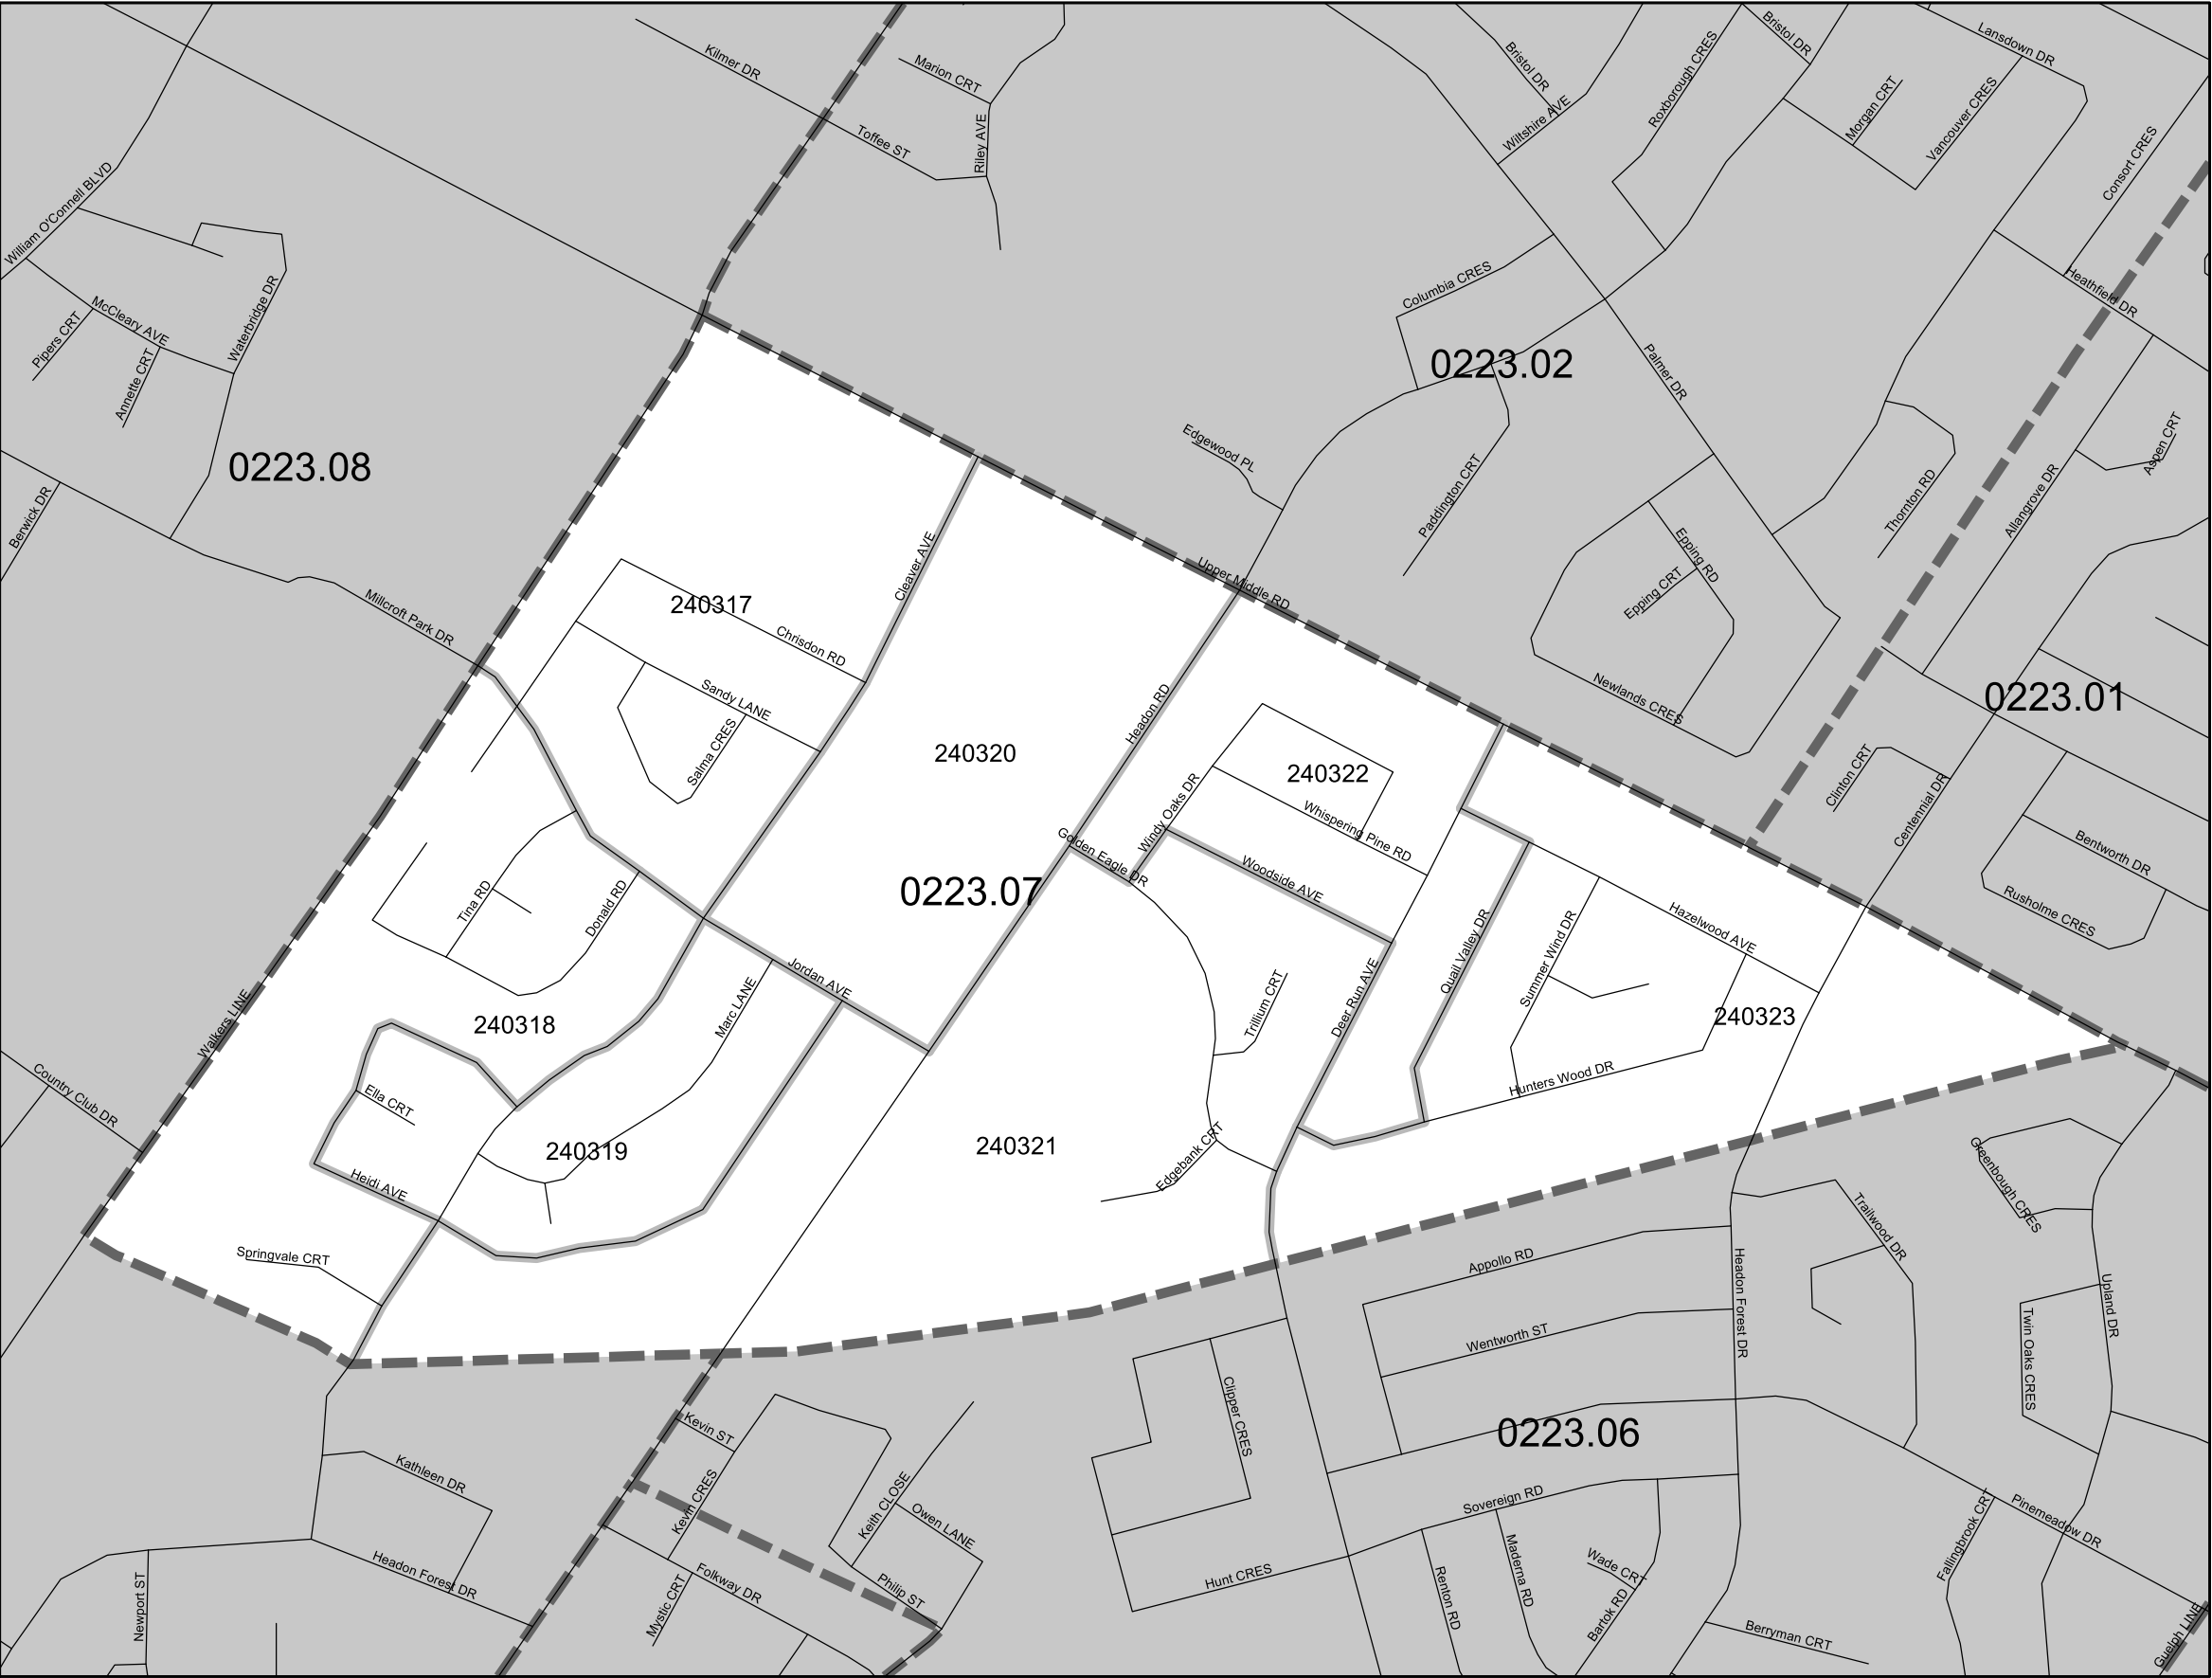 Kilmer DR
Marion CRT
Toffee ST
Riley AVE
Bristol DR
Wiltshire AVE
Roxborough CRES
Bristol DR
Lansdown DR
Morgan CRT
Vancouver CRES
Consort CRES
William O'Connell BLVD
McCleary AVE
Pipers CRT
Annette CRT
Waterbridge DR
Columbia CRES
Heathfield DR
0223.02
Palmer DR
0223.08
Berwick DR
Edgewood PL
Paddington CRT
Thornton RD
Allangrove DR
Aspen CRT
Epping RD
Epping CRT
Newlands CRES
0223.01
Millcroft Park DR
Cleaver AVE
Upper Middle RD
240317
Chrisdon RD
Sandy LANE
Salma CRES
Headon RD
240320
240322
Windy Oaks DR
Whispering Pine RD
Clinton CRT
Centennial DR
Bentworth DR
Rusholme CRES
Golden Eagle DR
Woodside AVE
0223.07
Tina RD
Donald RD
Quail Valley DR
Summer Wind DR
Hazelwood AVE
Jordan AVE
Marc LANE
Trillium CRT
Deer Run AVE
240323
240318
Walkers LINE
Country Club DR
Ella CRT
Hunters Wood DR
240319
240321
Edgebank CRT
Heidi AVE
Greenbough CRES
Springvale CRT
Trailwood DR
Appollo RD
Headon Forest DR
Upland DR
Twin Oaks CRES
Wentworth ST
Clipper CRES
0223.06
Kevin ST
Kathleen DR
Kevin CRES
Keith CLOSE
Owen LANE
Sovereign RD
Fallingbrook CRT
Pinemeadow DR
Headon Forest DR
Newport ST
Folkway DR
Mystic CRT
Philip ST
Hunt CRES
Renton RD
Maderna RD
Wade CRT
Bartok RD
Berryman CRT
Guelph LINE